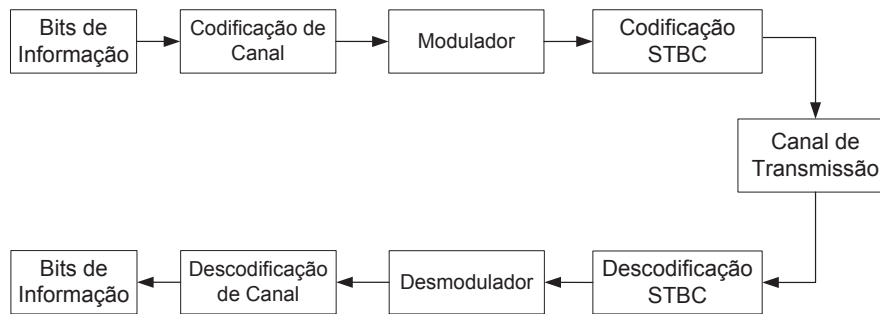 Bits de
Informação
Codificação de
Canal
Modulador
Codificação
STBC
Canal de
Transmissão
Bits de
Informação
Descodificação
de Canal
Desmodulador
Descodificação
STBC